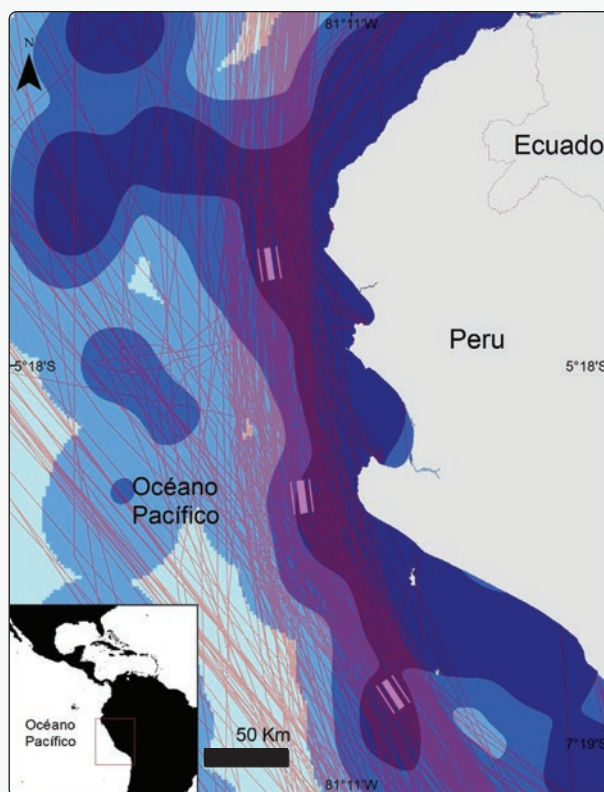 81°11'W
N
Ecuado
Peru
5°18'S
5°18'S
Océano
Pacífico
Océano
Pacífico
50 Km
7°19'S
81°11'W